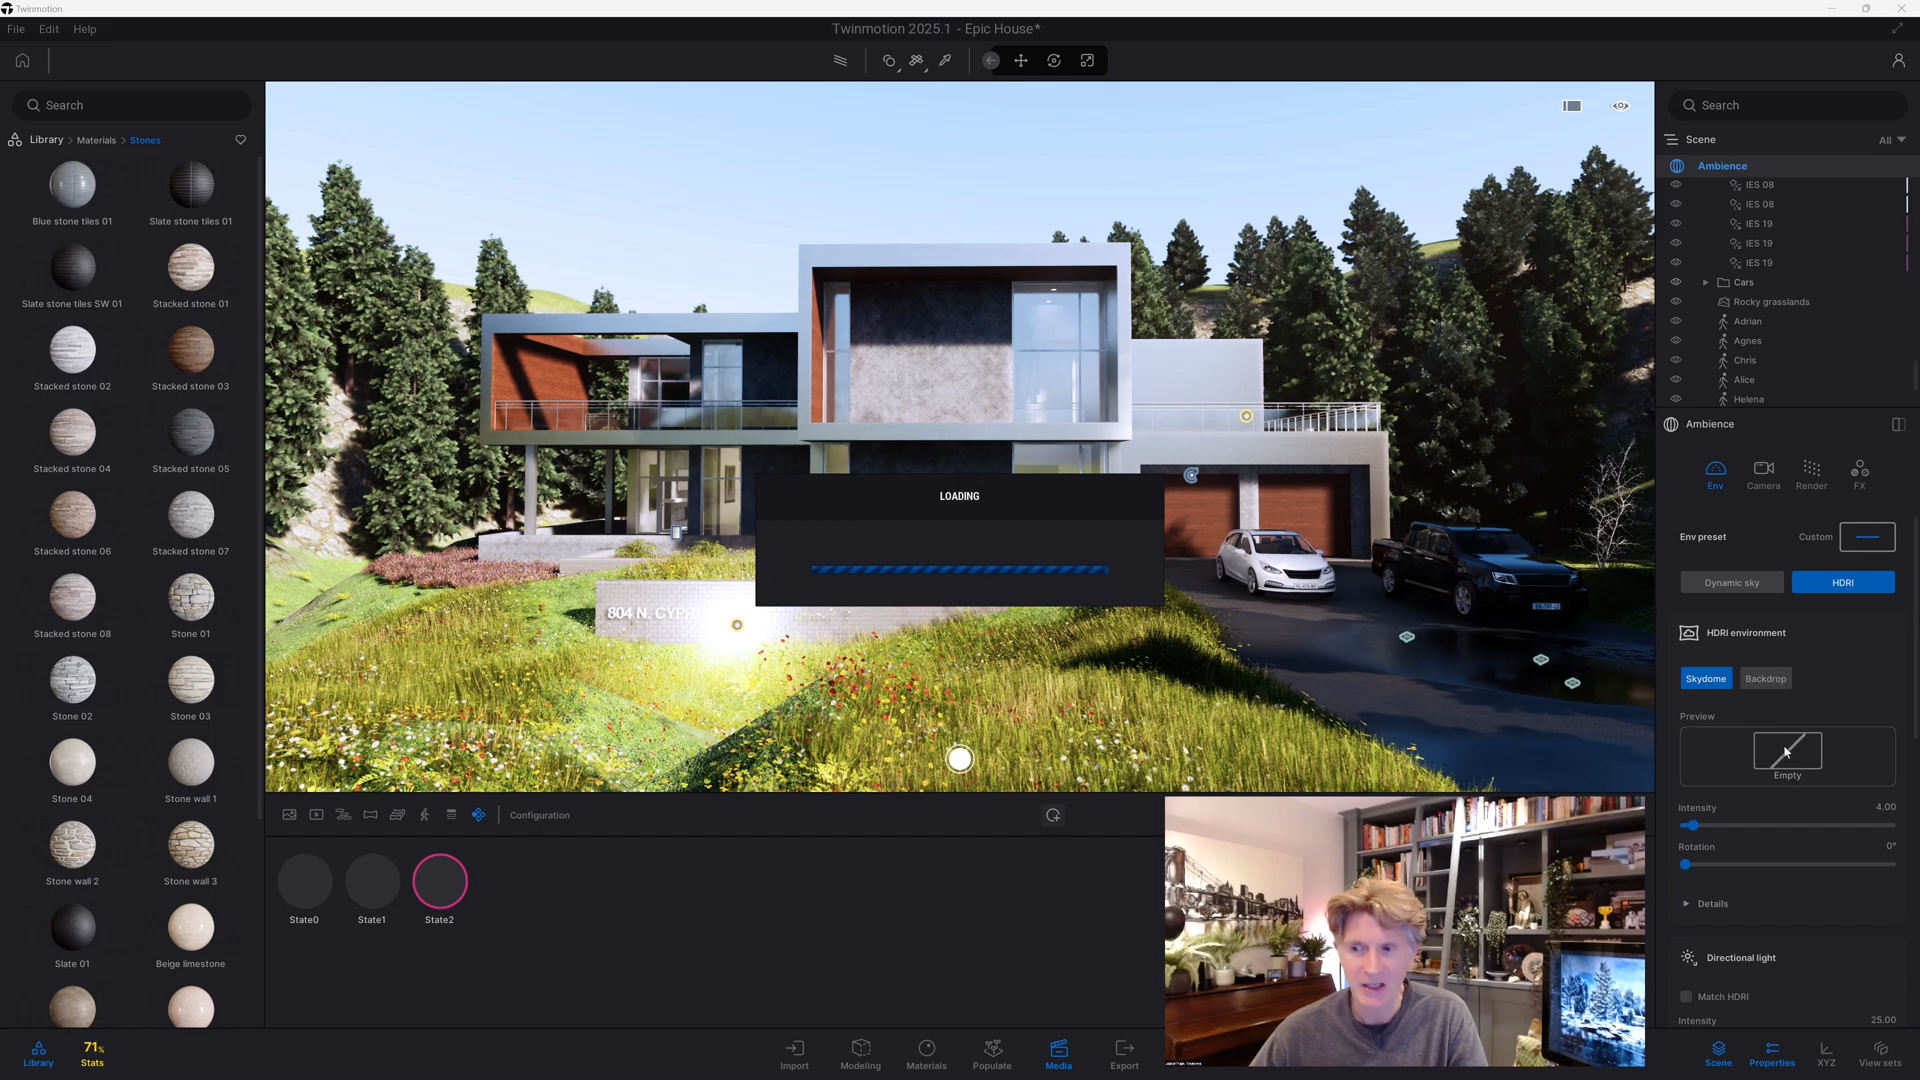 Twinmotion
File Edit Help
Twinmotion 2025.1 - Epic House*
Search
Library > Materials > Stones
Blue stone tiles 01
Slate stone tiles 01
Slate stone tiles SW 01
Stacked stone 01
Stacked stone 02
Stacked stone 03
Stacked stone 04
Stacked stone 05
Stacked stone 06
Stacked stone 07
Stacked stone 08
Stone 01
Stone 02
Stone 03
Stone 04
Stone wall 1
Stone wall 2
Stone wall 3
Slate 01
Beige limestone
Library
71%
Stats
LOADING
804 N. CYPR
Configuration
State0
State1
State2
Import
Modeling
Materials
Populate
Media
Export
Search
Scene
All
Ambience
IES 08
IES 08
IES 19
IES 19
IES 19
Cars
Rocky grasslands
Adrian
Agnes
Chris
Alice
Helena
Ambience
Env
Camera
Render
FX
Env preset
Custom
Dynamic sky
HDRI
HDRI environment
Skydome
Backdrop
Preview
Empty
Intensity 4.00
Rotation 0°
Details
Directional light
Match HDRI
Intensity 25.00
Scene
Properties
XYZ
View sets